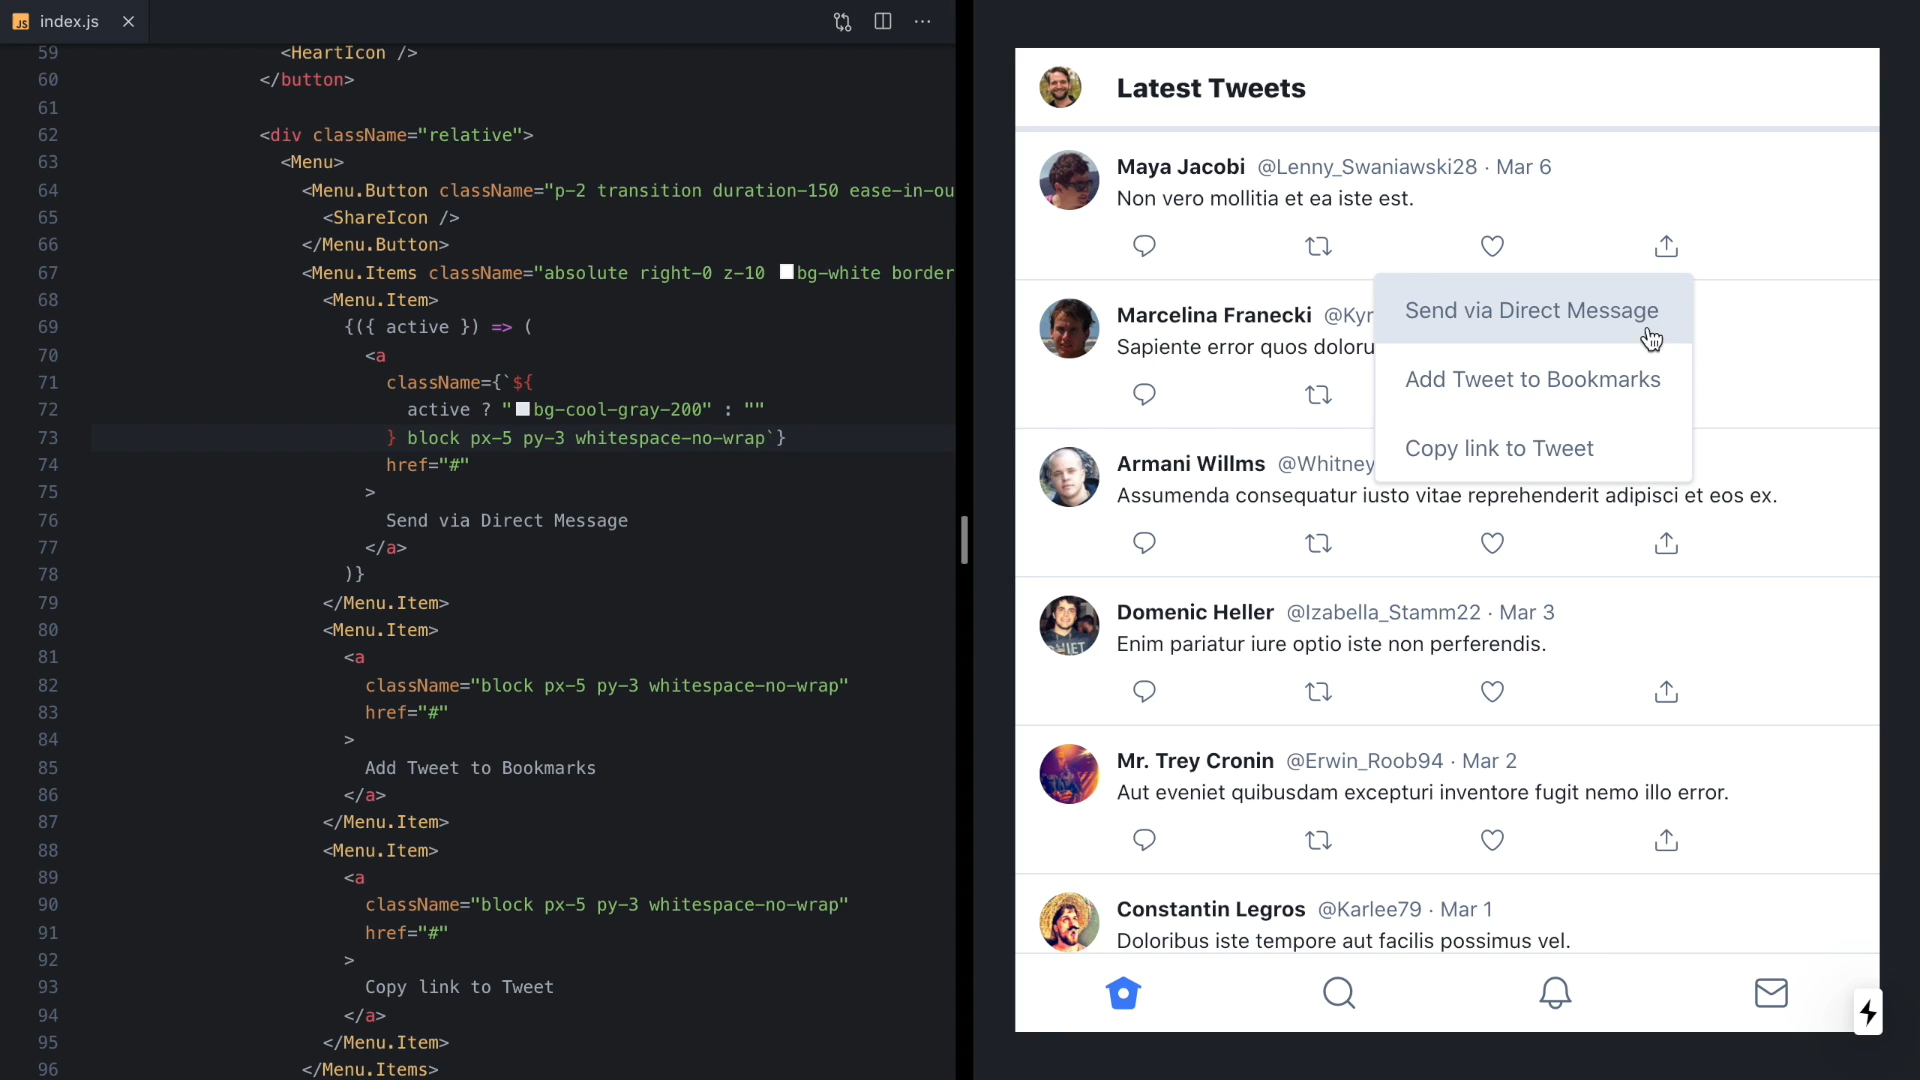 JS index.js
59 <HeartIcon />
60 </button>
61
62 <div className="relative">
63 <Menu>
64 <Menu.Button className="p-2 transition duration-150 ease-in-ou
65 <ShareIcon />
66 </Menu.Button>
67 <Menu.Items className="absolute right-0 z-10 bg-white border
68 <Menu.Item>
69 {({ active }) => (
70 <a
71 className={`${
72 active ? "bg-cool-gray-200" : ""
73 } block px-5 py-3 whitespace-no-wrap`}
74 href="#"
75 >
76 Send via Direct Message
77 </a>
78 )}
79 </Menu.Item>
80 <Menu.Item>
81 <a
82 className="block px-5 py-3 whitespace-no-wrap"
83 href="#"
84 >
85 Add Tweet to Bookmarks
86 </a>
87 </Menu.Item>
88 <Menu.Item>
89 <a
90 className="block px-5 py-3 whitespace-no-wrap"
91 href="#"
92 >
93 Copy link to Tweet
94 </a>
95 </Menu.Item>
96 </Menu.Items>
Latest Tweets
Maya Jacobi @Lenny_Swaniawski28 · Mar 6
Non vero mollitia et ea iste est.
Marcelina Franecki @Kyr
Sapiente error quos doloru
Send via Direct Message
Add Tweet to Bookmarks
Copy link to Tweet
Armani Willms @Whitney
Assumenda consequatur iusto vitae reprehenderit adipisci et eos ex.
Domenic Heller @Izabella_Stamm22 · Mar 3
Enim pariatur iure optio iste non perferendis.
Mr. Trey Cronin @Erwin_Roob94 · Mar 2
Aut eveniet quibusdam excepturi inventore fugit nemo illo error.
Constantin Legros @Karlee79 · Mar 1
Doloribus iste tempore aut facilis possimus vel.